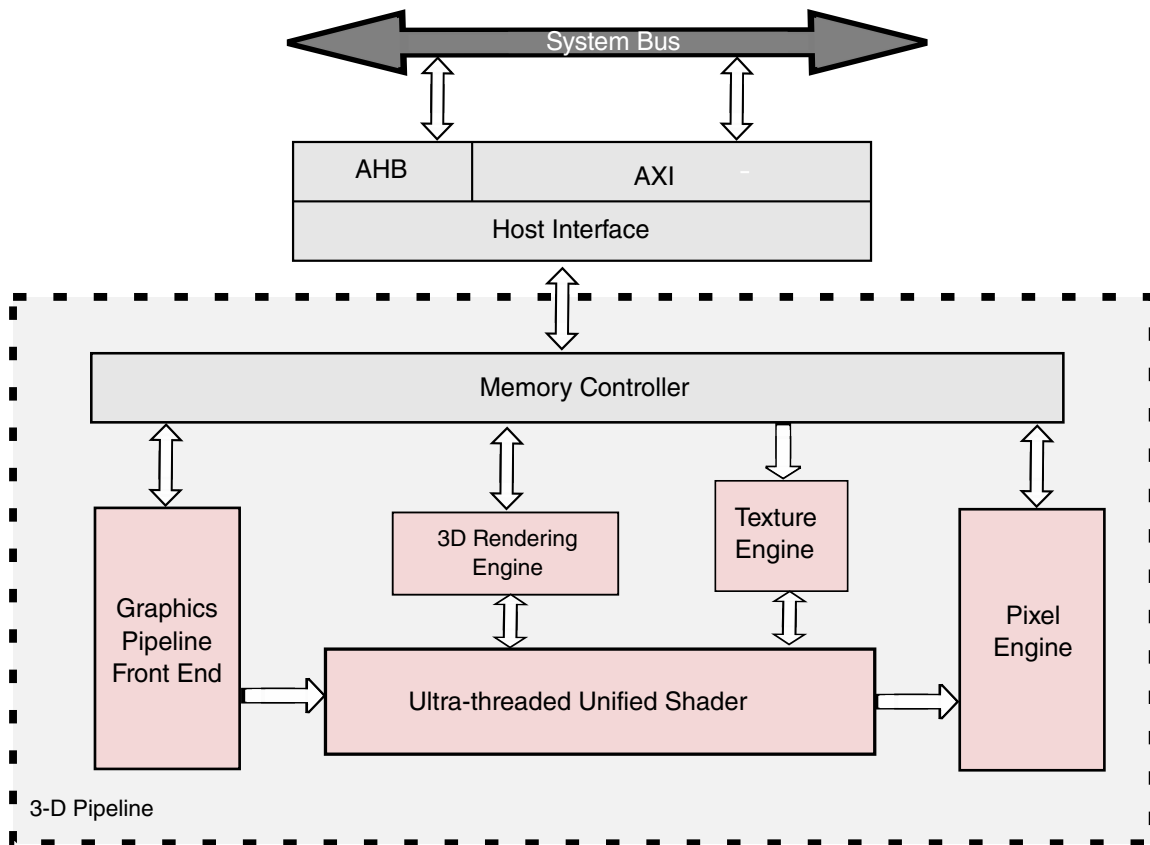 System Bus
AHB
AXI
Host Interface
Memory Controller
3D Rendering
Engine
Texture
Engine
Graphics
Pipeline
Front End
Pixel
Engine
Ultra-threaded Unified Shader
3-D Pipeline